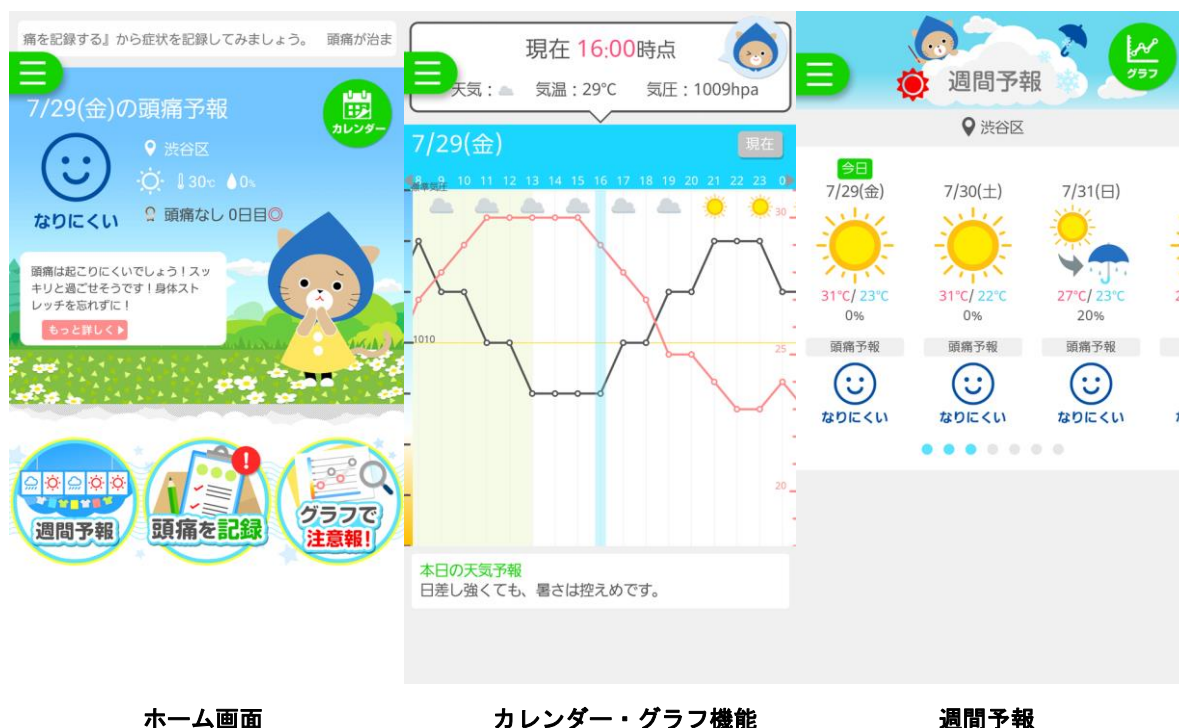 痛を記録する』から症状を記録してみましょう。 頭痛が治ま
7/29(金)の頭痛予報
カレンダー
渋谷区
30℃ 0%
なりにくい
頭痛なし 0日目◎
頭痛は起こりにくいでしょう！スッ
キリと過ごせそうです！身体スト
レッチを忘れずに！
もっと詳しく▶
週間予報
頭痛を記録
グラフで
注意報!
ホーム画面
現在 16:00時点
天気： 気温：29℃ 気圧：1009hpa
7/29(金)
現在
8 9 10 11 12 13 14 15 16 17 18 19 20 21 22 23 0
標準気圧
30
1010
25
20
本日の天気予報
日差し強くても、暑さは控えめです。
カレンダー・グラフ機能
週間予報
グラフ
渋谷区
今日
7/29(金) 7/30(土) 7/31(日)
31℃/ 23℃ 31℃/ 22℃ 27℃/ 23℃
0% 0% 20%
頭痛予報 頭痛予報 頭痛予報
なりにくい なりにくい なりにくい
週間予報